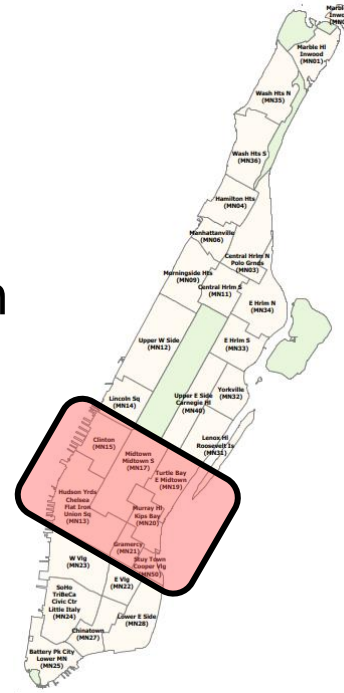 Marbl
Inwo
(MN0
Marble Hl
Inwood
(MN01)
Wash Hts N
(MN35)
Wash Hts S
(MN36)
Hamilton Hts
(MN04)
Manhattanville
(MN06)
Central Hrlm N
Polo Grnds
(MN03)
Morningside Hts
(MN09)
Central Hrlm S
(MN11)
E Hrlm N
(MN34)
Upper W Side
(MN12)
E Hrlm S
(MN33)
n
Lincoln Sq
(MN14)
Upper E Side
Carnegie Hl
(MN40)
Yorkville
(MN32)
Clinton
(MN15)
Midtown
Midtown S
(MN17)
Lenox Hl
Roosevelt Is
(MN31)
Turtle Bay
E Midtown
(MN19)
Hudson Yrds
Chelsea
Flat Iron
Union Sq
(MN13)
Murray Hl
Kips Bay
(MN20)
Gramercy
(MN21)
Stuy Town
Cooper Vlg
(MN50)
W Vlg
(MN23)
E Vlg
(MN22)
SoHo
TriBeCa
Civic Ctr
Little Italy
(MN24)
Lower E Side
(MN28)
Chinatown
(MN27)
Battery Pk City
Lower MN
(MN25)